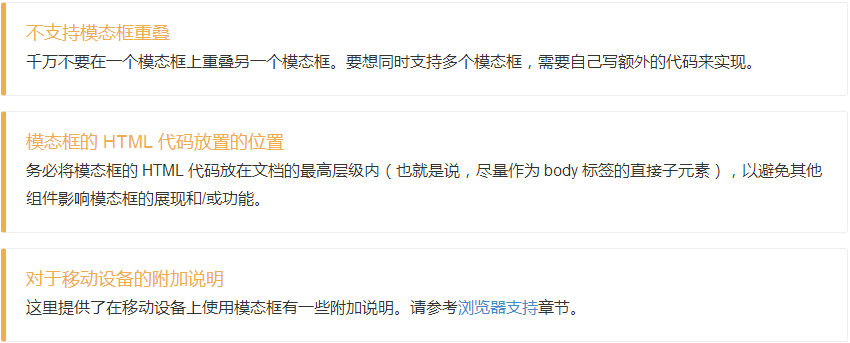 不支持模态框重叠
千万不要在一个模态框上重叠另一个模态框。要想同时支持多个模态框，需要自己写额外的代码来实现。
模态框的 HTML 代码放置的位置
务必将模态框的 HTML 代码放在文档的最高层级内（也就是说，尽量作为 body 标签的直接子元素），以避免其他
组件影响模态框的展现和/或功能。
对于移动设备的附加说明
这里提供了在移动设备上使用模态框有一些附加说明。请参考浏览器支持章节。